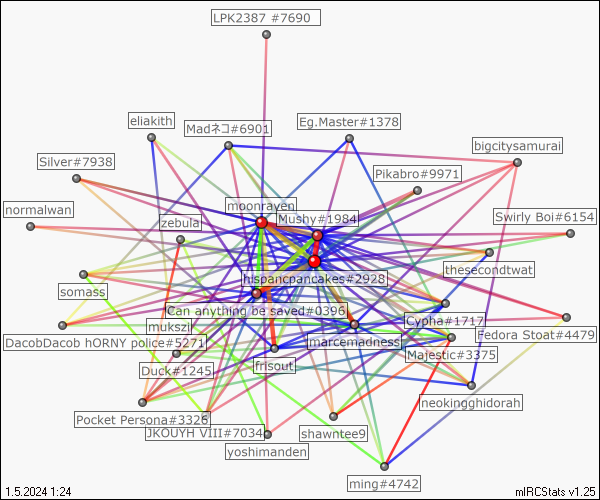 LPK2387 #7690
eliakith
Madネコ#6901
Eg.Master#1378
bigcitysamurai
Silver#7938
Pikabro#9971
normalwan
zebula
moonrayen
Mushy#1984
Swirly Boi#6154
thesecondtwat
hispancpancakes#2928
somass
Can anything be saved#0396
Cypha#1717
mukszi
Fedora Stoat#4479
DacobDacob hORNY police#5271
marcemadness
Majestic#3375
Duck#1245
frisout
neokingghidorah
Pocket Persona#3326
JKOUYH VIII#7034
shawntee9
yoshimanden
ming#4742
1.5.2024 1:24
mIRCStats v1.25